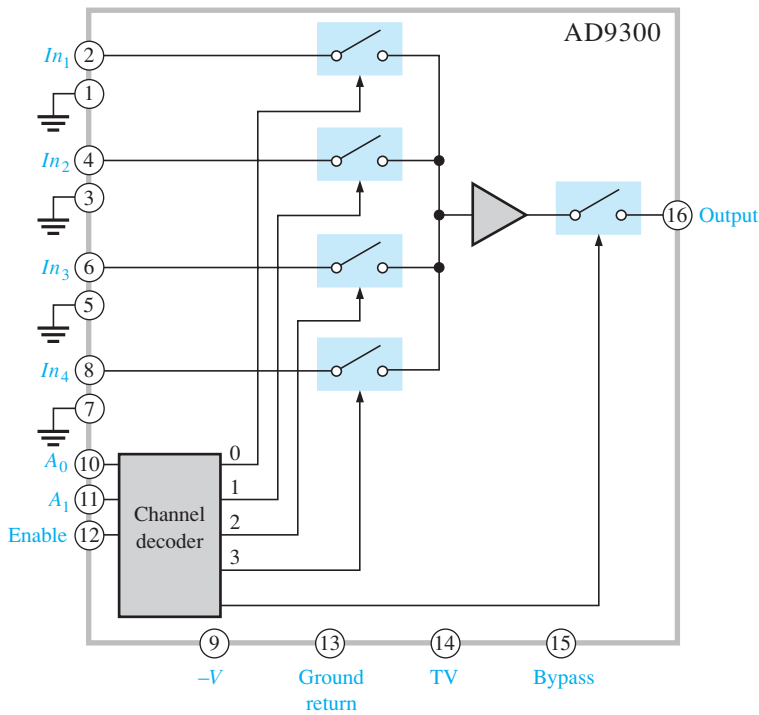 AD9300
In1 2
1
In2 4
3
In3 6
5
In4 8
7
16 Output
A0 10
A1 11
Enable 12
Channel
decoder
0
1
2
3
9
13
14
15
–V
Ground
return
TV
Bypass